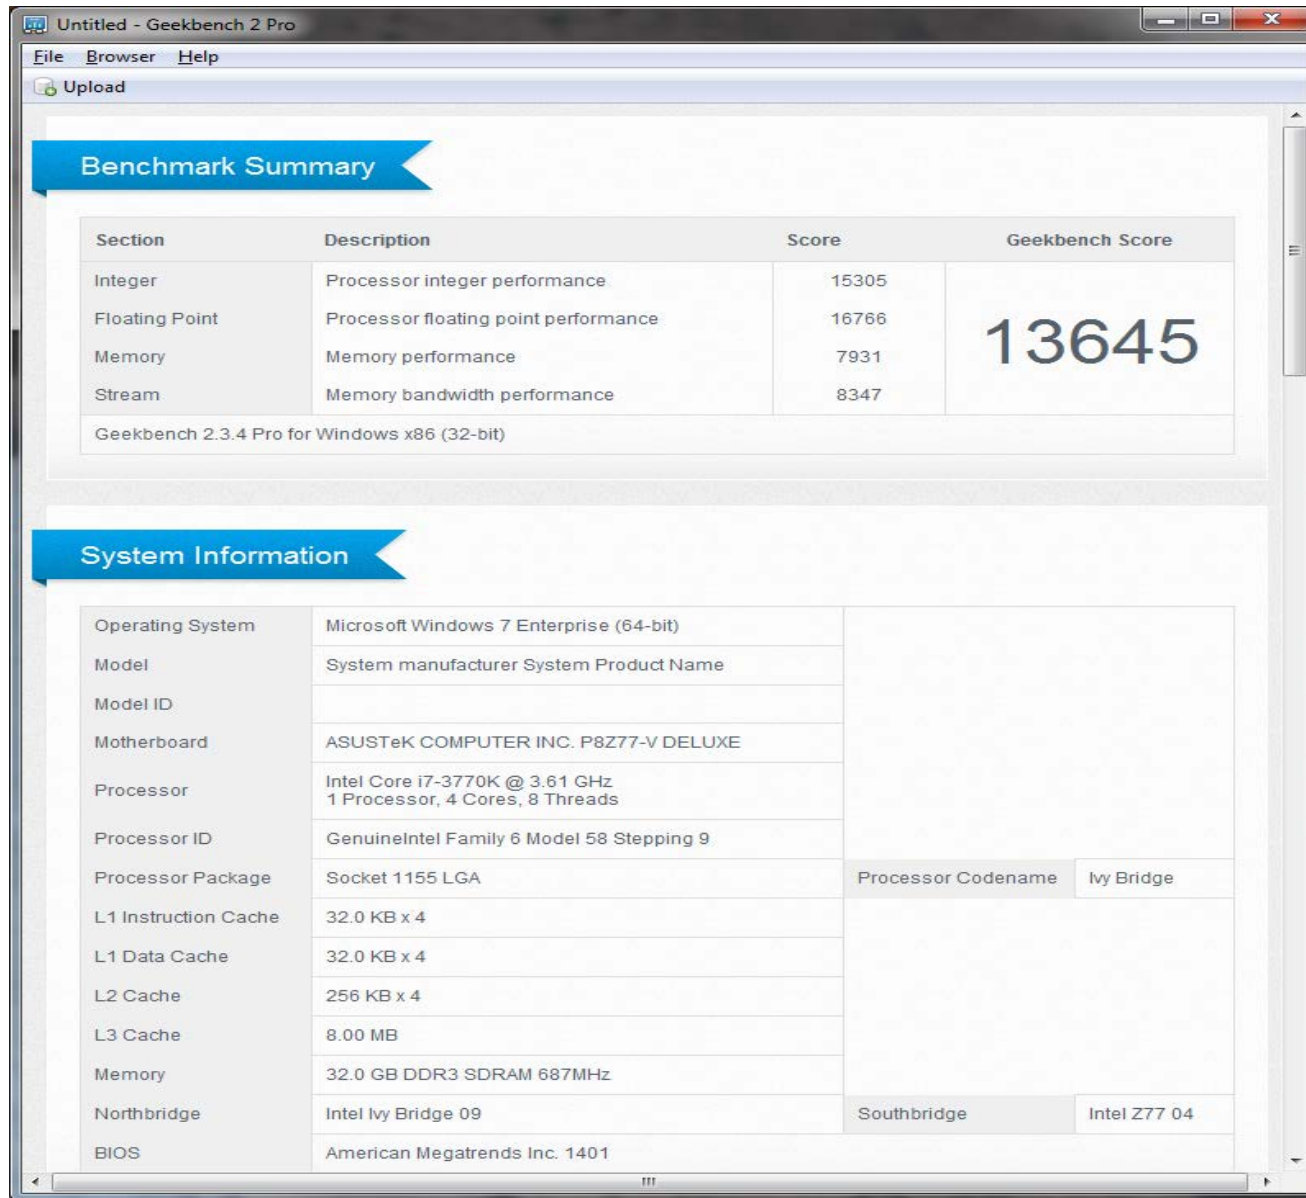 Untitled - Geekbench 2 Pro
File Browser Help
Upload
Benchmark Summary
Section Description Score Geekbench Score
Integer Processor integer performance 15305
Floating Point Processor floating point performance 16766
13645
Memory Memory performance 7931
Stream Memory bandwidth performance 8347
Geekbench 2.3.4 Pro for Windows x86 (32-bit)
System Information
Operating System Microsoft Windows 7 Enterprise (64-bit)
Model System manufacturer System Product Name
Model ID
Motherboard ASUSTeK COMPUTER INC. P8Z77-V DELUXE
Processor Intel Core i7-3770K @ 3.61 GHz
1 Processor, 4 Cores, 8 Threads
Processor ID GenuineIntel Family 6 Model 58 Stepping 9
Processor Package Socket 1155 LGA Processor Codename Ivy Bridge
L1 Instruction Cache 32.0 KB x 4
L1 Data Cache 32.0 KB x 4
L2 Cache 256 KB x 4
L3 Cache 8.00 MB
Memory 32.0 GB DDR3 SDRAM 687MHz
Northbridge Intel Ivy Bridge 09 Southbridge Intel Z77 04
BIOS American Megatrends Inc. 1401